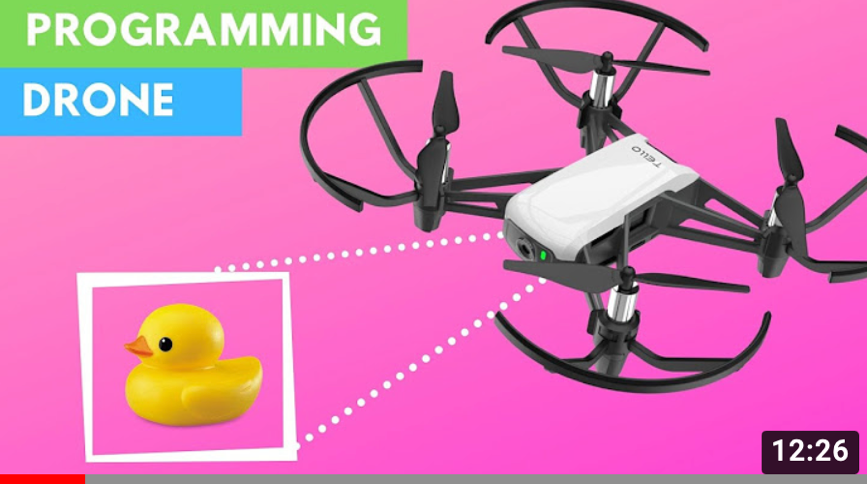 PROGRAMMING
DRONE
TELLO
12:26